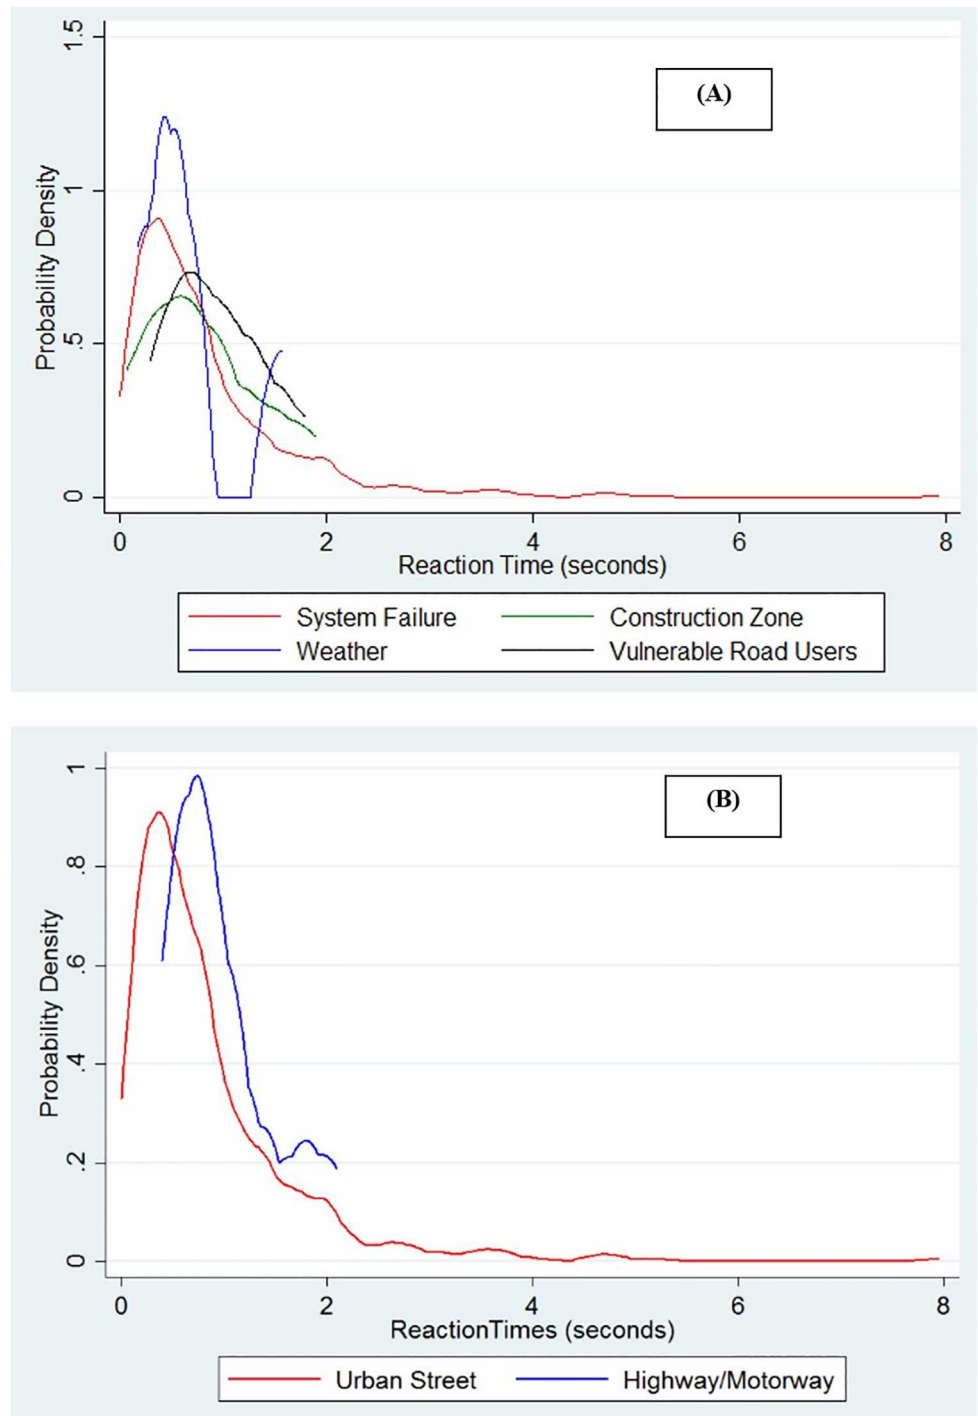 (A)
Probability Density
1.5
1
.5
0
0 2 4 6 8
Reaction Time (seconds)
System Failure Construction Zone
Weather Vulnerable Road Users
(B)
Probability Density
1
.8
.6
.4
.2
0
0 2 4 6 8
ReactionTimes (seconds)
Urban Street Highway/Motorway